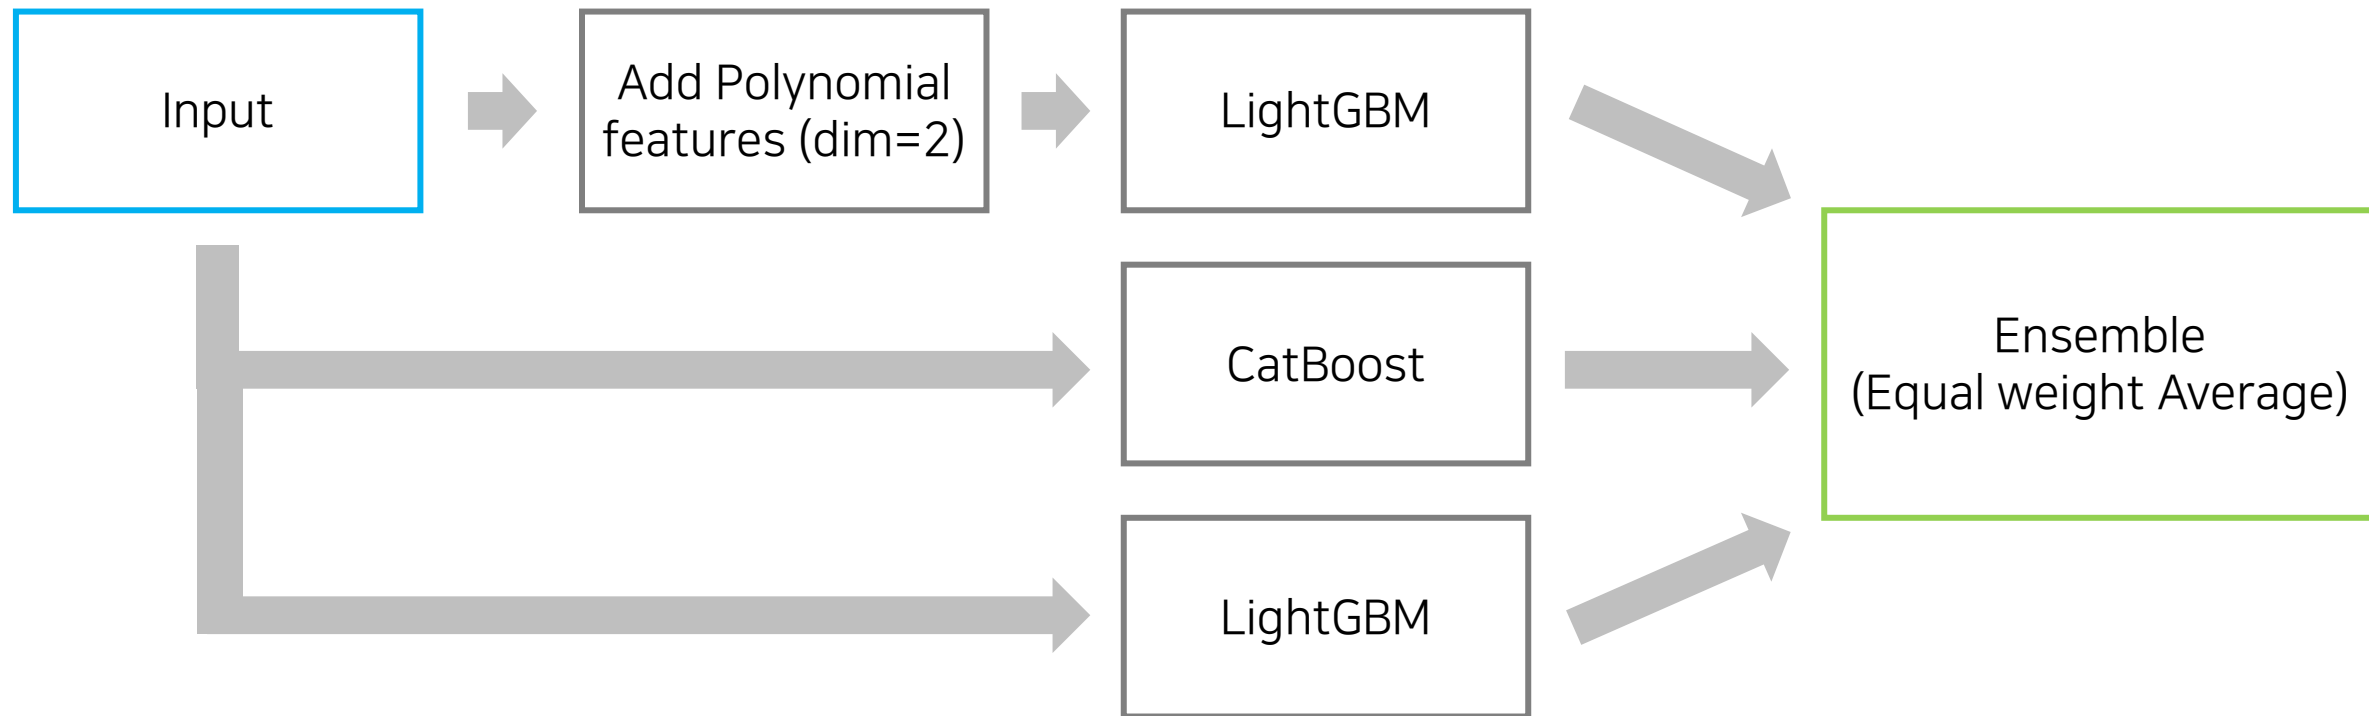 Input
Add Polynomial
features (dim=2)
LightGBM
CatBoost
LightGBM
Ensemble
(Equal weight Average)